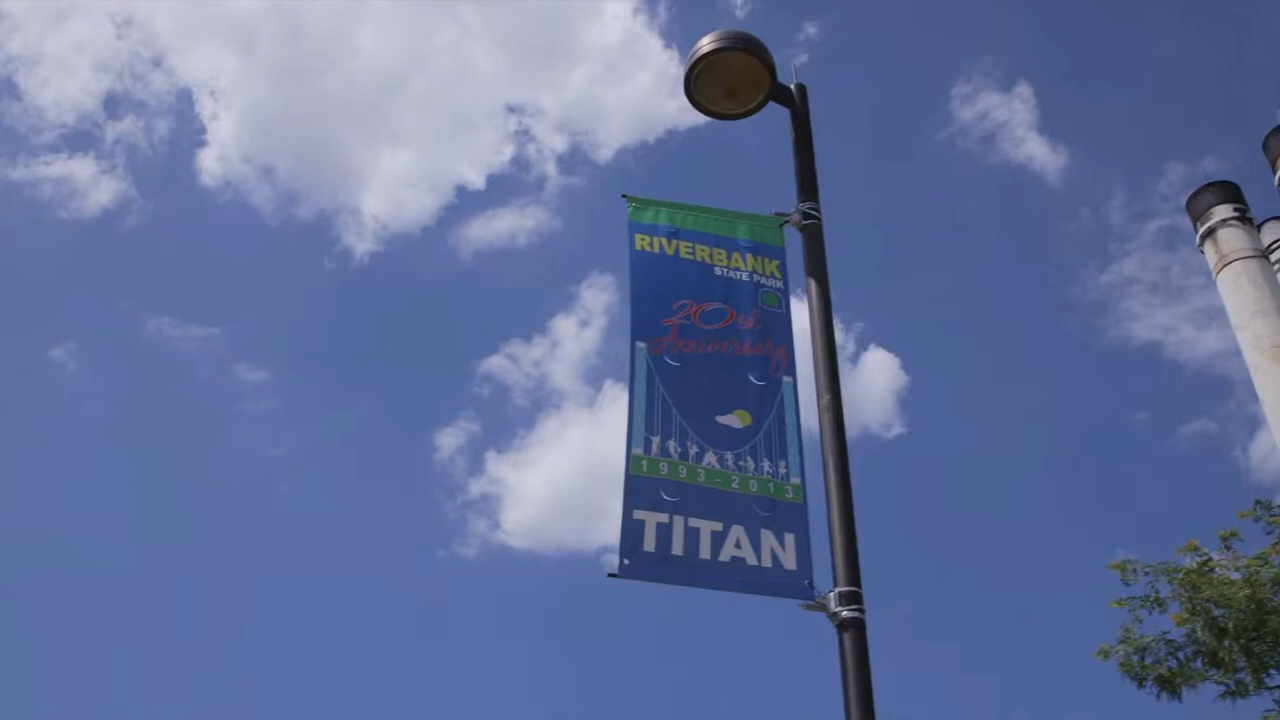 RIVERBANK
STATE PARK
20th
Anniversary
1993-2013
TITAN